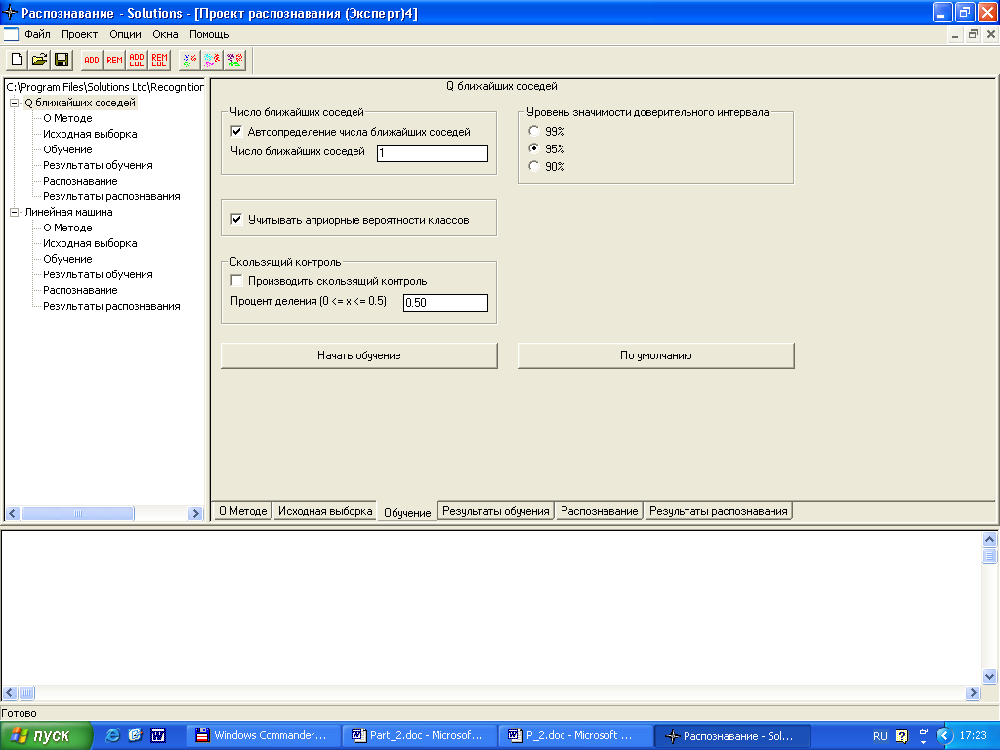 Распознавание - Solutions - [Проект распознавания (Эксперт)4]
Файл Проект Опции Окна Помощь
ADD REM ADD COL REM COL
C:\Program Files\Solutions Ltd\Recognition
Q ближайших соседей
О Методе
Исходная выборка
Обучение
Результаты обучения
Распознавание
Результаты распознавания
Линейная машина
О Методе
Исходная выборка
Обучение
Результаты обучения
Распознавание
Результаты распознавания
Q ближайших соседей
Число ближайших соседей
Автоопределение числа ближайших соседей
Число ближайших соседей 1
Уровень значимости доверительного интервала
99%
95%
90%
Учитывать априорные вероятности классов
Скользящий контроль
Производить скользящий контроль
Процент деления (0 <= x <= 0.5) 0.50
Начать обучение По умолчанию
О Методе Исходная выборка Обучение Результаты обучения Распознавание Результаты распознавания
Готово
пуск Windows Commander... Part_2.doc - Microsof... P_2.doc - Microsoft ... Распознавание - Sol... RU 17:23